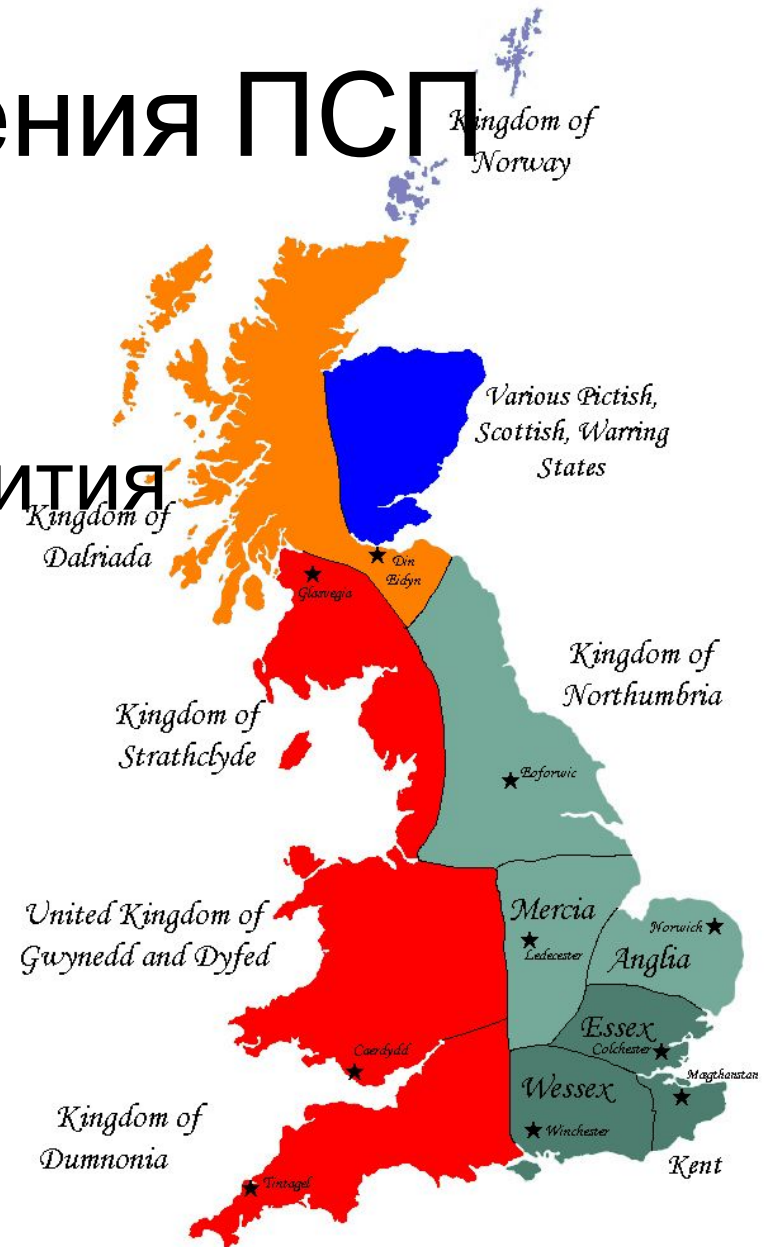 ения ПСП
Kingdom of
Norway
Various Pictish,
Scottish, Warring
States
ития
Kingdom of
Dalriada
Din
Eidyn
Glasvegia
Kingdom of
Northumbria
Kingdom of
Strathclyde
Eoforwic
United Kingdom of
Gwynedd and Dyfed
Mercia
Ledecester
Norwich
Anglia
Essex
Colchester
Caerdydd
Mægthanstan
Wessex
Winchester
Kingdom of
Dumnonia
Kent
Tintagel